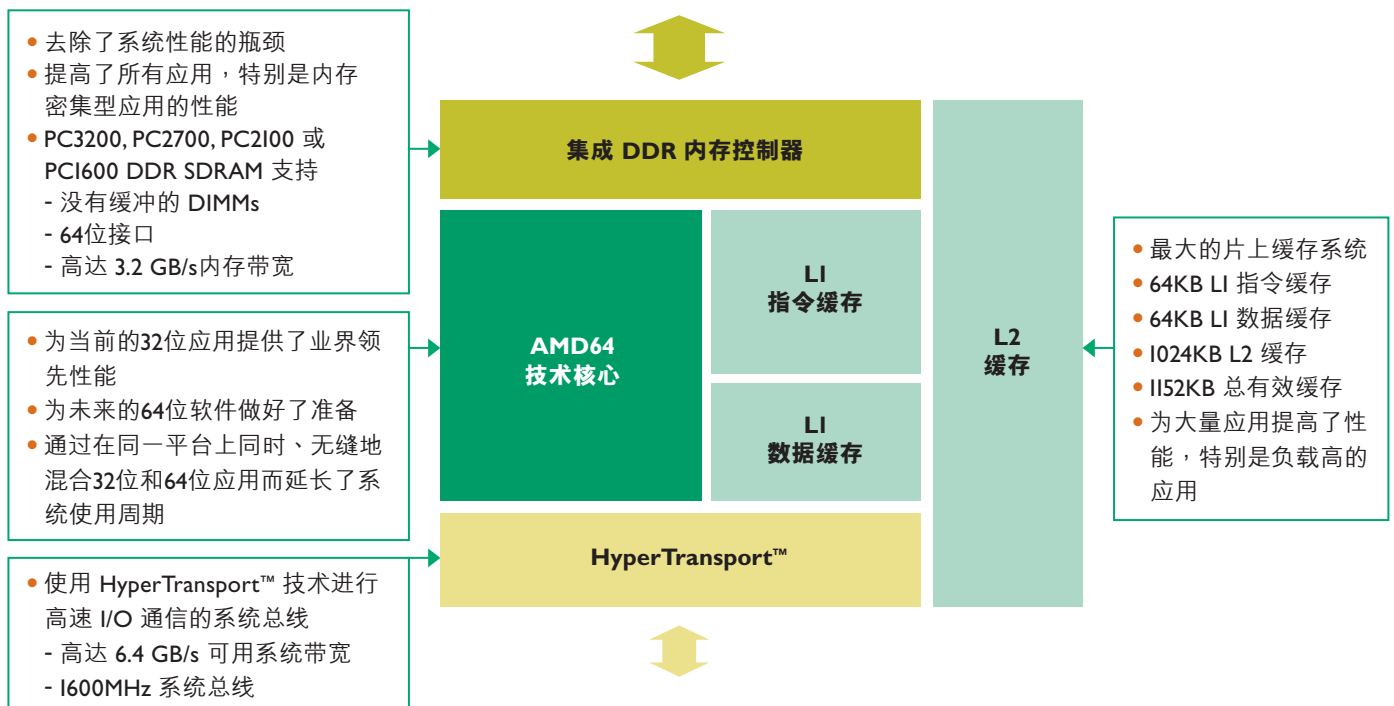 • 去除了系统性能的瓶颈
• 提高了所有应用，特别是内存
密集型应用的性能
• PC3200, PC2700, PC2100 或
PC1600 DDR SDRAM 支持
- 没有缓冲的 DIMMs
- 64位接口
- 高达 3.2 GB/s内存带宽
• 为当前的32位应用提供了业界领
先性能
• 为未来的64位软件做好了准备
• 通过在同一平台上同时、无缝地
混合32位和64位应用而延长了系
统使用周期
• 使用 HyperTransport™ 技术进行
高速 I/O 通信的系统总线
- 高达 6.4 GB/s 可用系统带宽
- 1600MHz 系统总线
集成 DDR 内存控制器
AMD64
技术核心
L1
指令缓存
L1
数据缓存
HyperTransport™
L2
缓存
• 最大的片上缓存系统
• 64KB L1 指令缓存
• 64KB L1 数据缓存
• 1024KB L2 缓存
• 1152KB 总有效缓存
• 为大量应用提高了性
能，特别是负载高的
应用